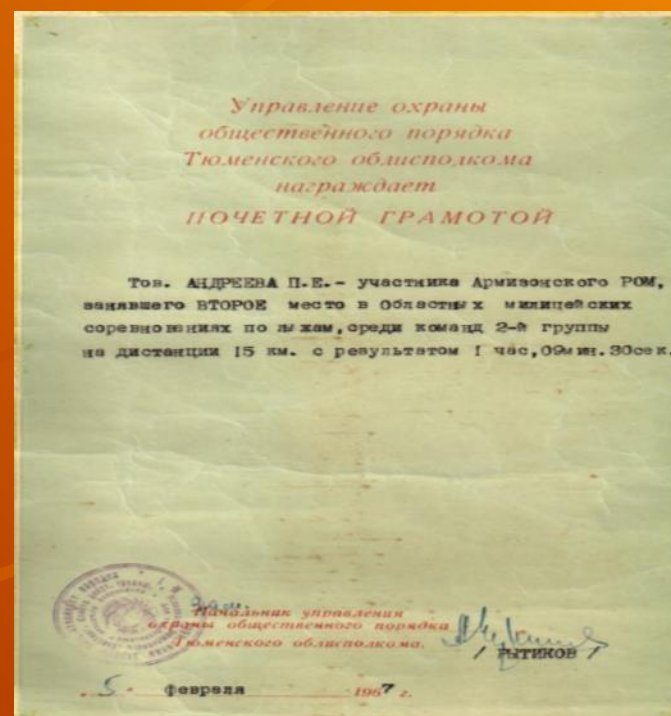 Управление охраны
общественного порядка
Тюменского облисполкома
награждает
ПОЧЕТНОЙ ГРАМОТОЙ
Тов. АНДРЕЕВА П.Е.- участника Армизонского РОМ,
занявшего ВТОРОЕ место в Областных милицейских
соревнованиях по лыжам,среди команд 2-й группы
на дистанции 15 км. с результатом 1 час,09мин.30сек.
Зам.
Начальник управления
охраны общественного порядка
Тюменского облисполкома.
/ РЫТИКОВ /
"5" февраля 1967 г.